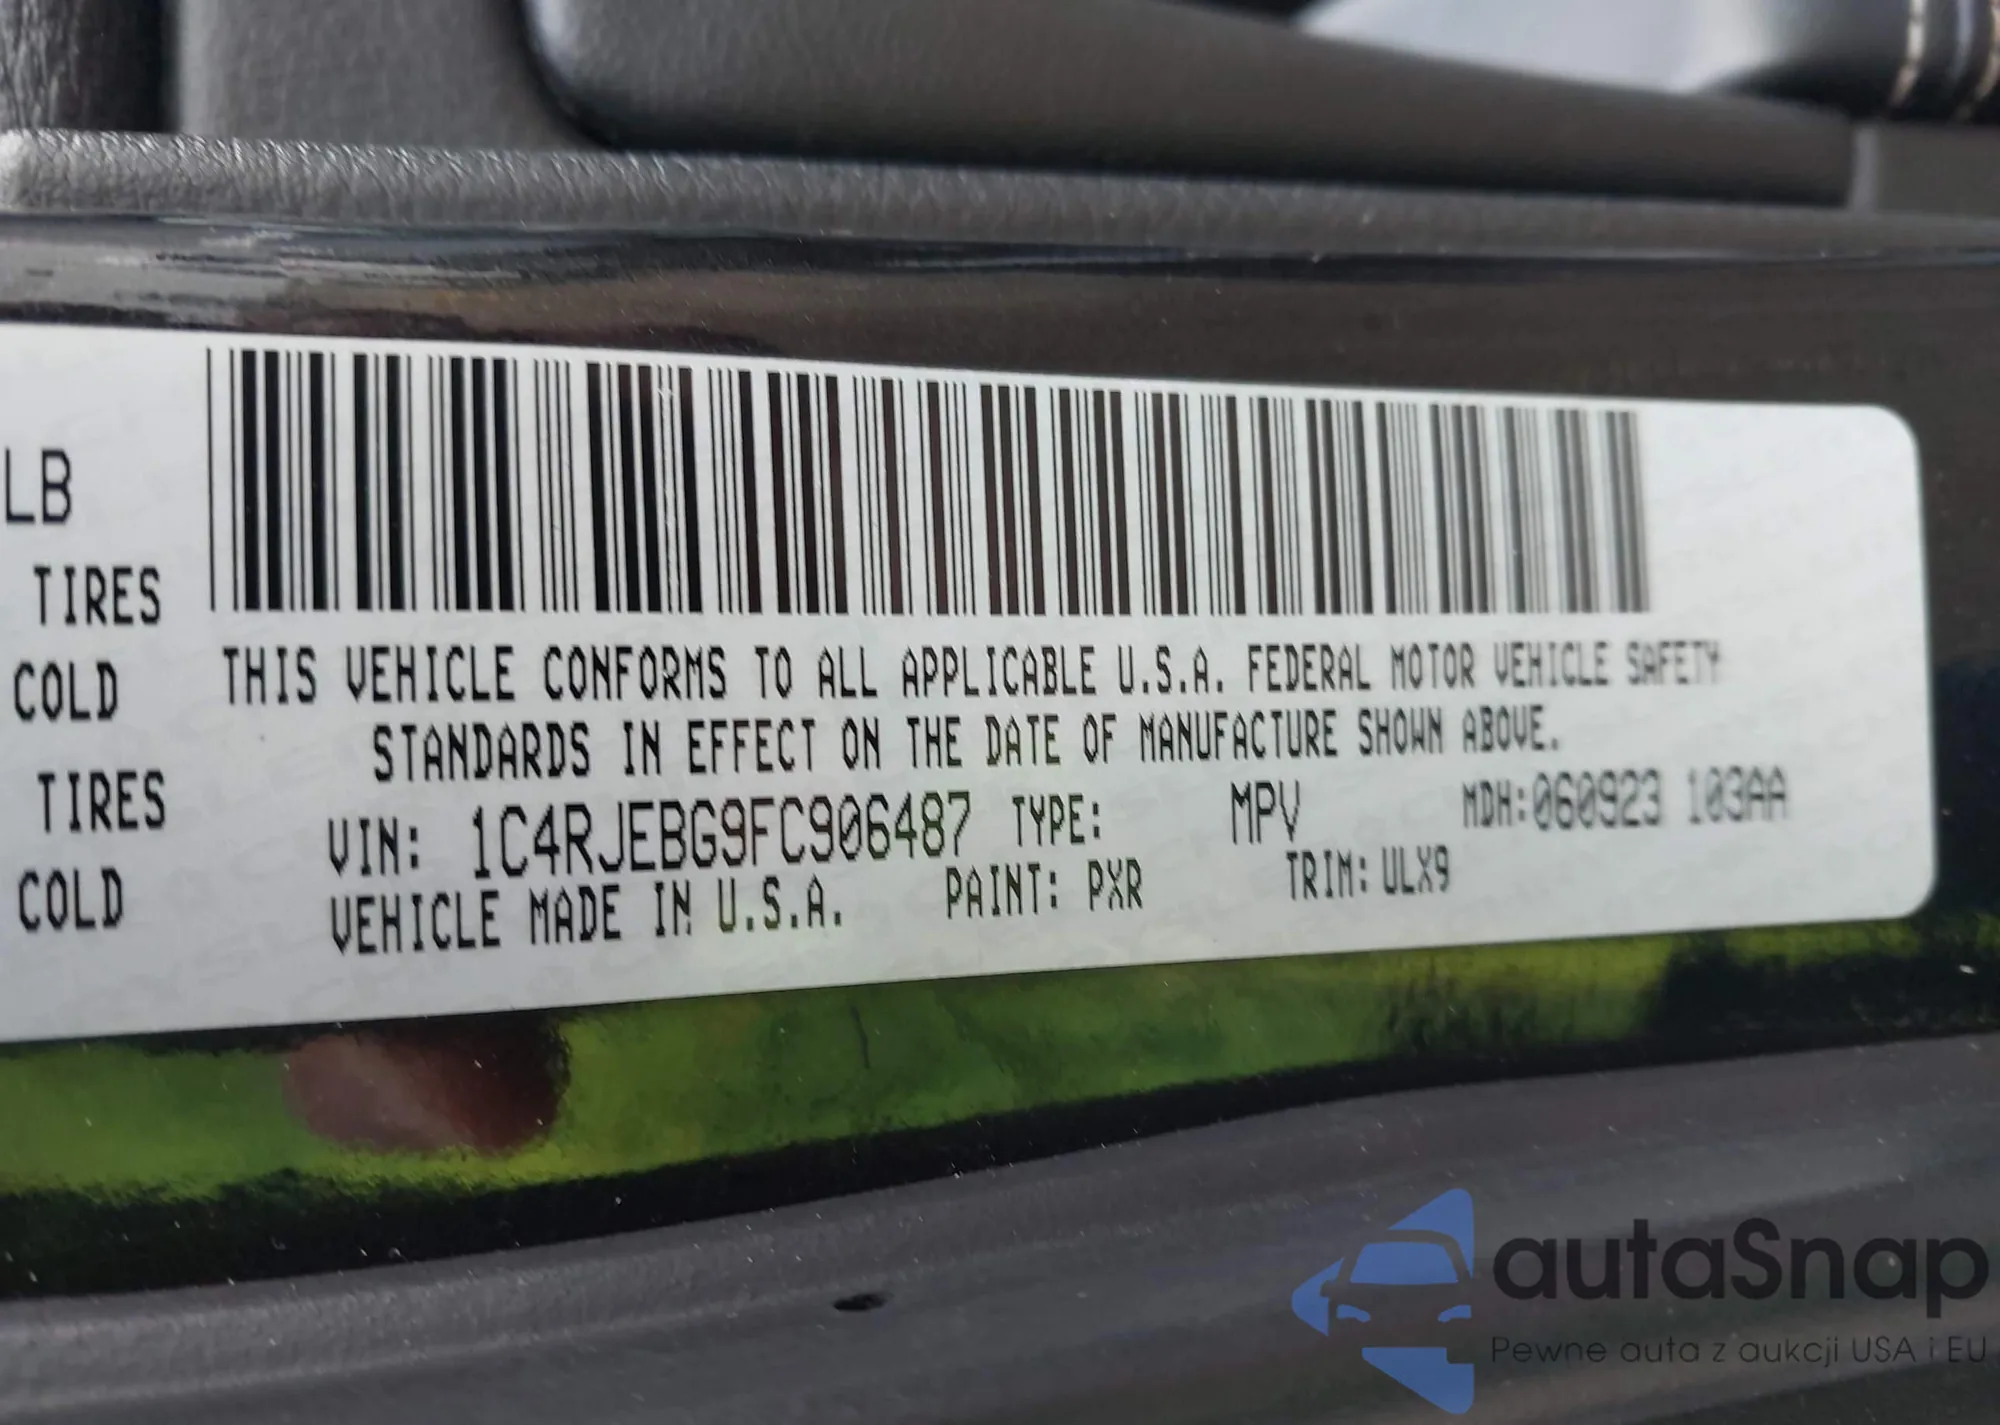 LB
TIRES
COLD
TIRES
COLD
THIS VEHICLE CONFORMS TO ALL APPLICABLE U.S.A. FEDERAL MOTOR VEHICLE SAFETY
STANDARDS IN EFFECT ON THE DATE OF MANUFACTURE SHOWN ABOVE.
VIN: 1C4RJEBG9FC906487 TYPE: MPV MDH:060923 103AA
VEHICLE MADE IN U.S.A. PAINT: PXR TRIM: ULX9
autaSnap
Pewne auta z aukcji USA i EU